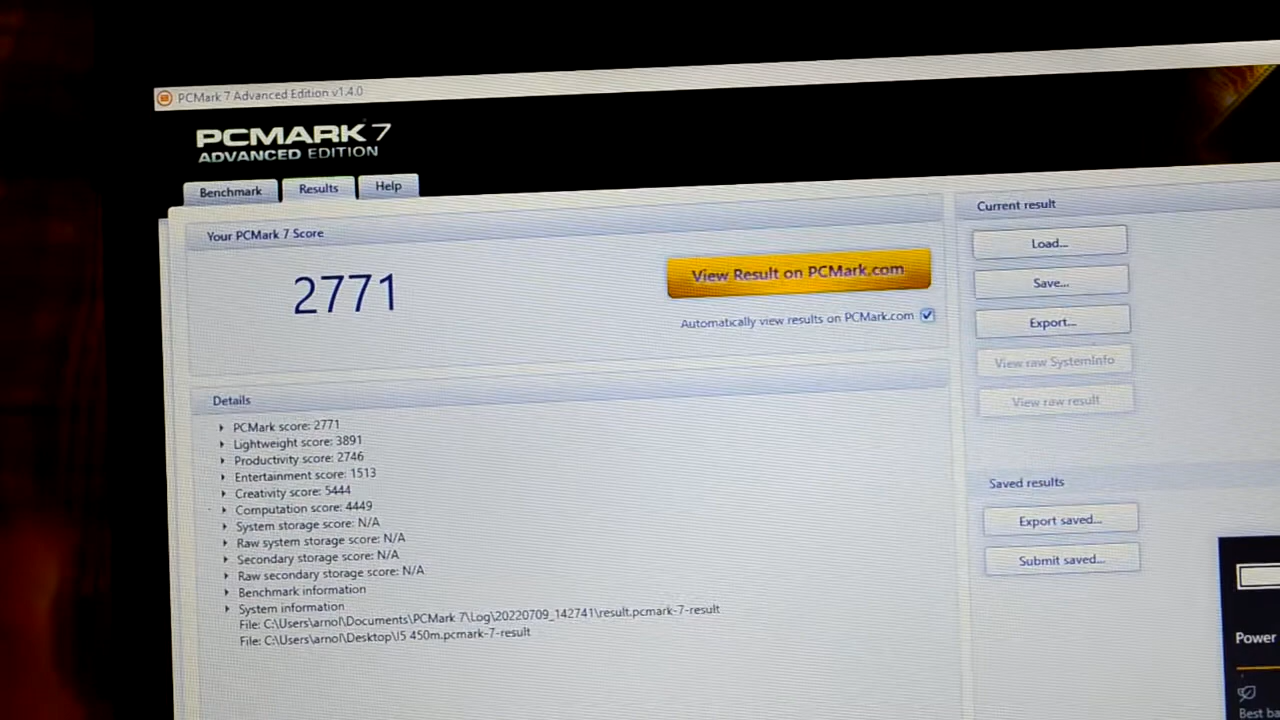 PCMark 7 Advanced Edition v1.4.0
PCMARK 7
ADVANCED EDITION
Benchmark
Results
Help
Your PCMark 7 Score
2771
View Result on PCMark.com
Automatically view results on PCMark.com
Details
PCMark score: 2771
Lightweight score: 3891
Productivity score: 2746
Entertainment score: 1513
Creativity score: 5444
Computation score: 4449
System storage score: N/A
Raw system storage score: N/A
Secondary storage score: N/A
Raw secondary storage score: N/A
Benchmark information
System information
File: C:\Users\arnol\Documents\PCMark 7\Log\20220709_142741\result.pcmark-7-result
File: C:\Users\arnol\Desktop\I5 450m.pcmark-7-result
Current result
Load...
Save...
Export...
View raw SystemInfo
View raw result
Saved results
Export saved...
Submit saved...
Power
Best ba